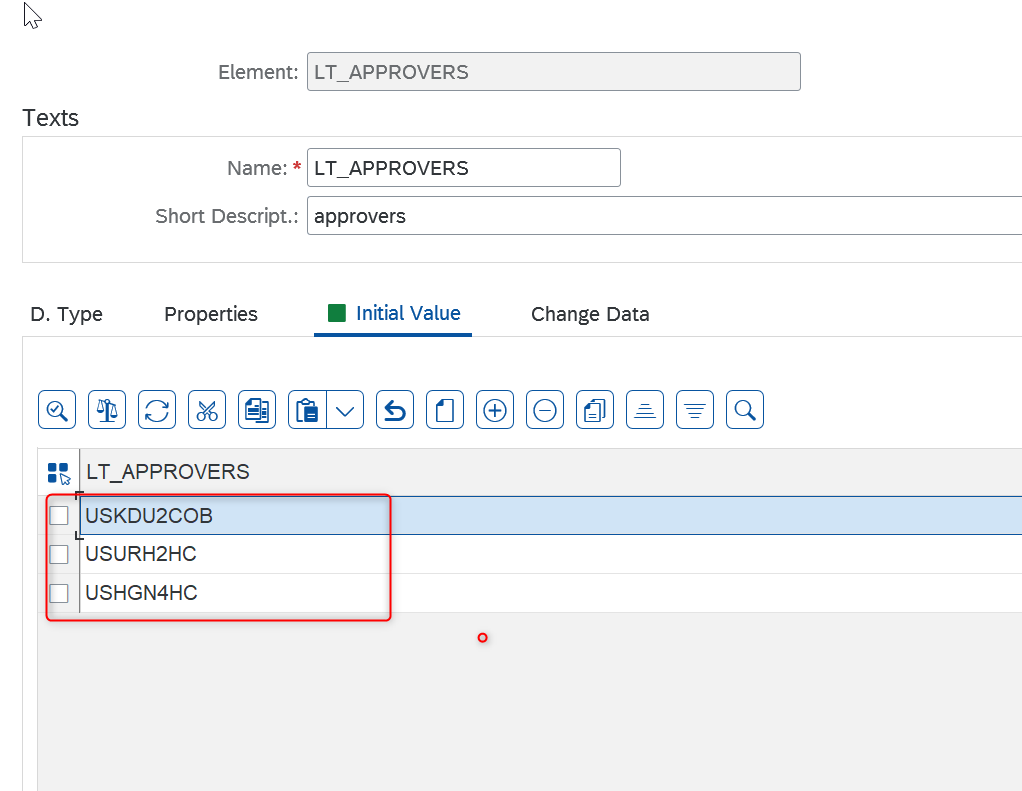 Element: LT_APPROVERS
Texts
Name: * LT_APPROVERS
Short Descript.: approvers
D. Type Properties Initial Value Change Data
LT_APPROVERS
USKDU2COB
USURH2HC
USHGN4HC